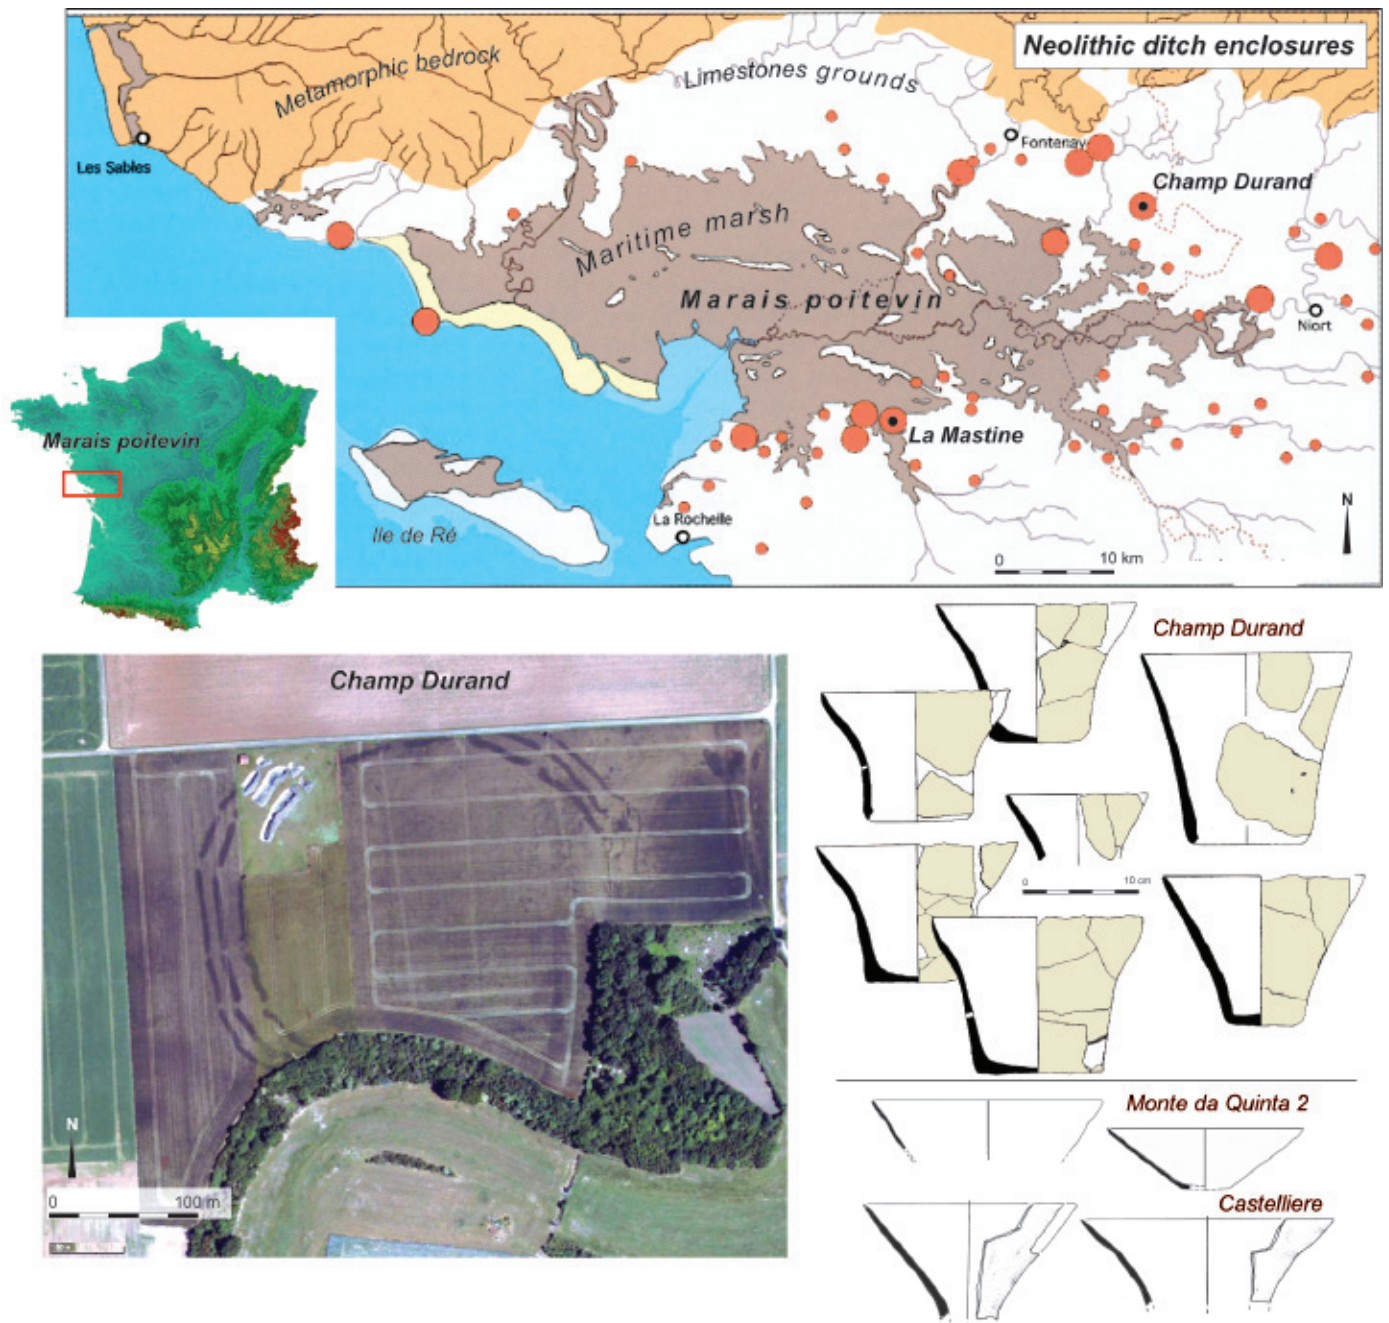 Neolithic ditch enclosures
Metamorphic bedrock
Limestones grounds
Les Sables
Fontenay
Champ Durand
Maritime marsh
Marais poitevin
Niort
Marais poitevin
La Mastine
La Rochelle
Ile de Ré
N
0 10 km
Champ Durand
N
0 100 m
Champ Durand
0 10 cm
Monte da Quinta 2
Castelliere